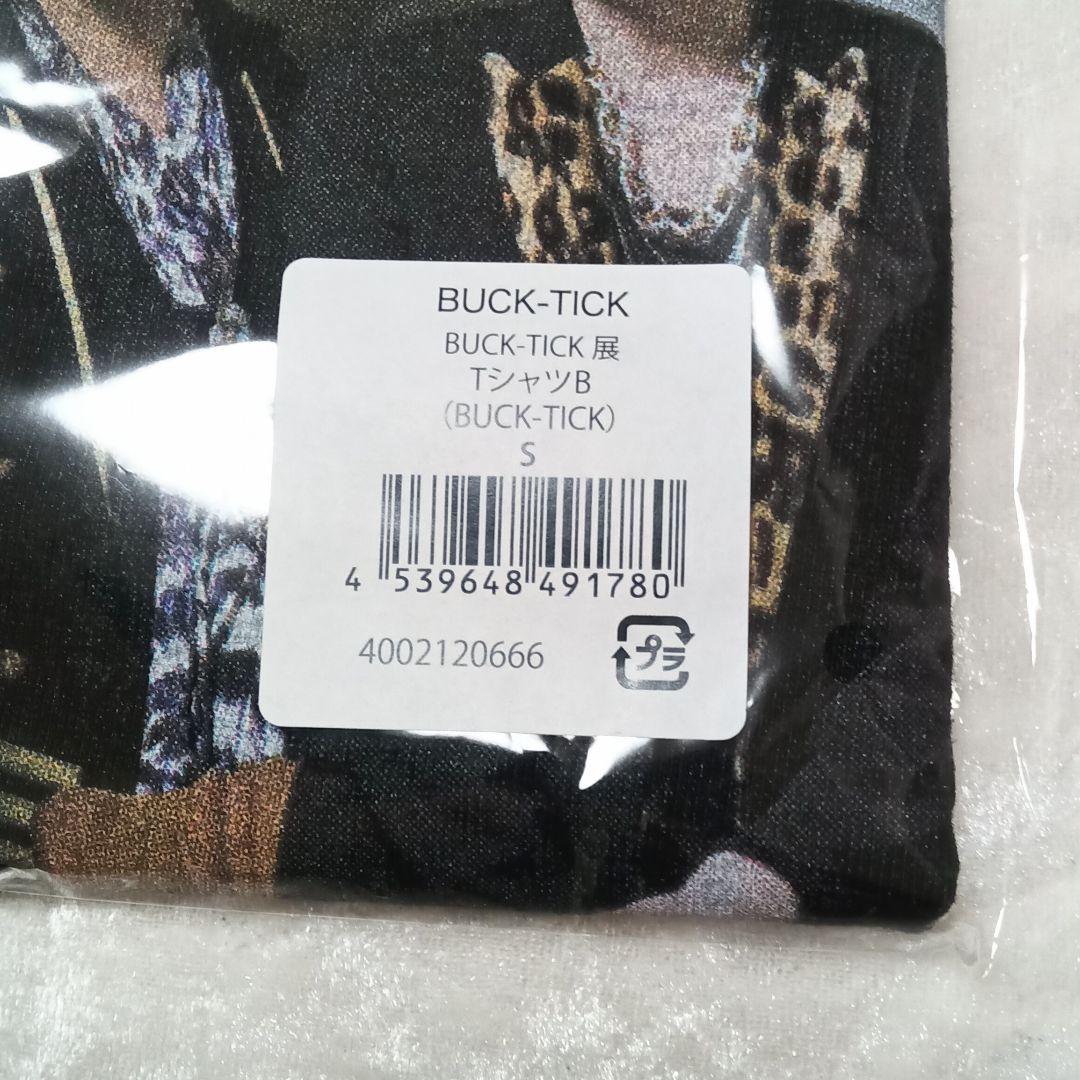 BUCK-TICK
BUCK-TICK 展
TシャツB
(BUCK-TICK)
S
4 539648 491780
4002120666
プラ